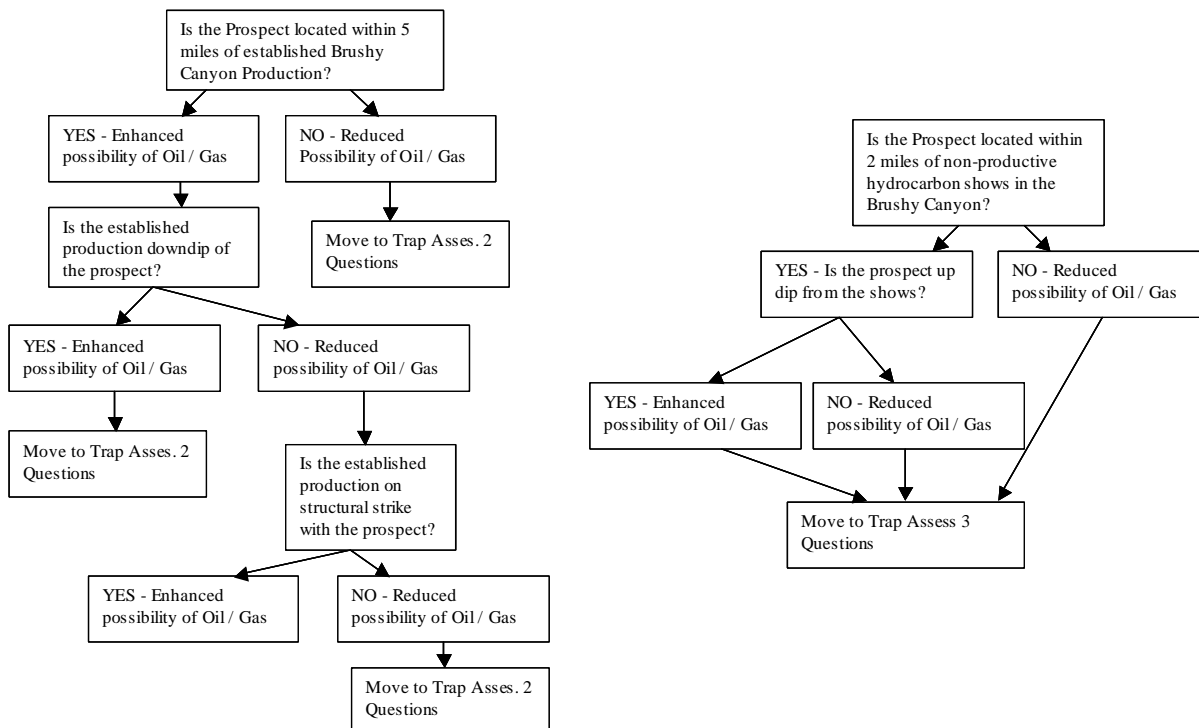 Is the Prospect located within 5
miles of established Brushy
Canyon Production?
YES - Enhanced
possibility of Oil / Gas
NO - Reduced
Possibility of Oil / Gas
Is the established
production downdip of
the prospect?
Move to Trap Asses. 2
Questions
YES - Enhanced
possibility of Oil / Gas
NO - Reduced
possibility of Oil / Gas
Move to Trap Asses. 2
Questions
Is the established
production on
structural strike
with the prospect?
YES - Enhanced
possibility of Oil / Gas
NO - Reduced
possibility of Oil / Gas
Move to Trap Asses. 2
Questions
Is the Prospect located within
2 miles of non-productive
hydrocarbon shows in the
Brushy Canyon?
YES - Is the prospect up
dip from the shows?
NO - Reduced
possibility of Oil / Gas
YES - Enhanced
possibility of Oil / Gas
NO - Reduced
possibility of Oil / Gas
Move to Trap Assess 3
Questions